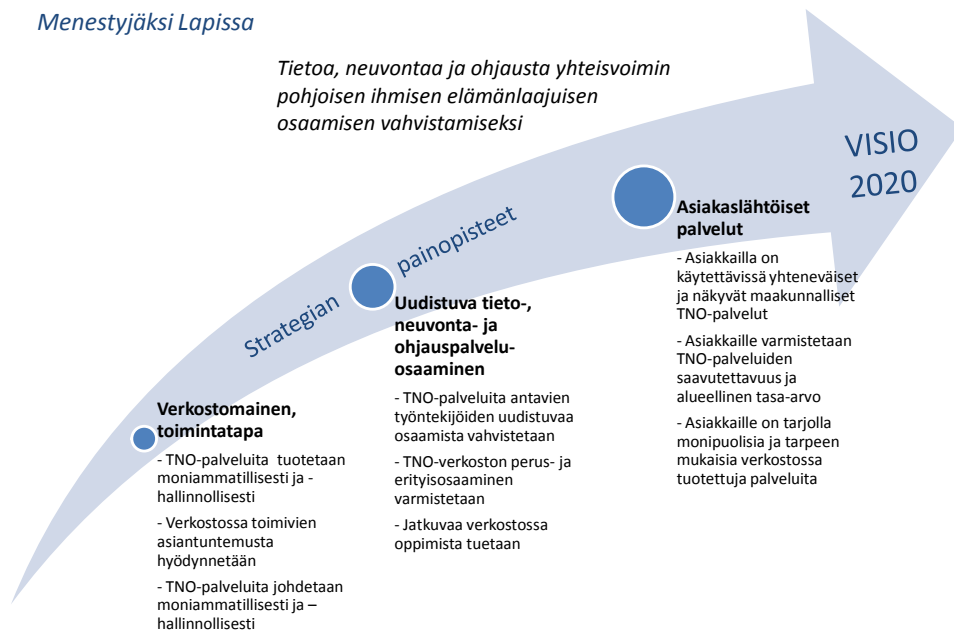 Menestyjäksi Lapissa
Tietoa, neuvontaa ja ohjausta yhteisvoimin
pohjoisen ihmisen elämänlaajuisen
osaamisen vahvistamiseksi
VISIO
2020
Strategian painopisteet
Verkostomainen,
toimintatapa
- TNO-palveluita tuotetaan
moniammatillisesti ja -
hallinnollisesti
- Verkostossa toimivien
asiantuntemusta
hyödynnetään
- TNO-palveluita johdetaan
moniammatillisesti ja –
hallinnollisesti
Uudistuva tieto-,
neuvonta- ja
ohjauspalvelu-
osaaminen
- TNO-palveluita antavien
työntekijöiden uudistuvaa
osaamista vahvistetaan
- TNO-verkoston perus- ja
erityisosaaminen
varmistetaan
- Jatkuvaa verkostossa
oppimista tuetaan
Asiakaslähtöiset
palvelut
- Asiakkailla on
käytettävissä yhteneväiset
ja näkyvät maakunnalliset
TNO-palvelut
- Asiakkaille varmistetaan
TNO-palveluiden
saavutettavuus ja
alueellinen tasa-arvo
- Asiakkaille on tarjolla
monipuolisia ja tarpeen
mukaisia verkostossa
tuotettuja palveluita